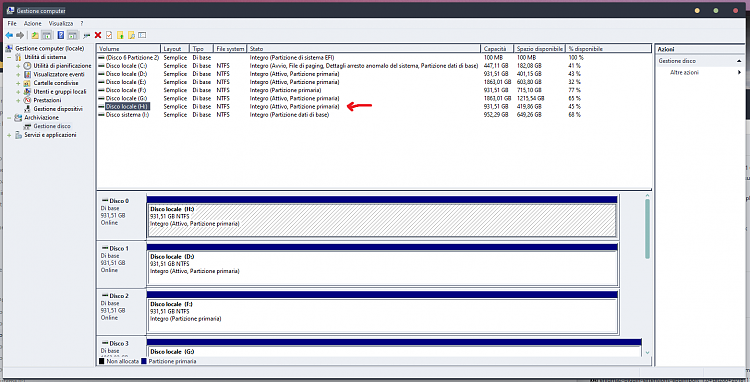 Gestione computer
File Azione Visualizza ?
Gestione computer (locale)
Utilità di sistema
Utilità di pianificazione
Visualizzatore eventi
Cartelle condivise
Utenti e gruppi locali
Prestazioni
Gestione dispositivi
Archiviazione
Gestione disco
Servizi e applicazioni
Volume Layout Tipo File system Stato Capacità Spazio disponibile % disponibile
(Disco 6 Partizione 2) Semplice Di base Integro (Partizione di sistema EFI) 100 MB 100 MB 100 %
Disco locale (C:) Semplice Di base NTFS Integro (Avvio, File di paging, Dettagli arresto anomalo del sistema, Partizione dati di base) 447,11 GB 182,08 GB 41 %
Disco locale (D:) Semplice Di base NTFS Integro (Attivo, Partizione primaria) 931,51 GB 401,15 GB 43 %
Disco locale (E:) Semplice Di base NTFS Integro (Attivo, Partizione primaria) 1863,01 GB 603,80 GB 32 %
Disco locale (F:) Semplice Di base NTFS Integro (Partizione primaria) 931,51 GB 715,10 GB 77 %
Disco locale (G:) Semplice Di base NTFS Integro (Attivo, Partizione primaria) 1863,01 GB 1215,54 GB 65 %
Disco locale (H:) Semplice Di base NTFS Integro (Attivo, Partizione primaria) 931,51 GB 419,86 GB 45 %
Disco sistema (I:) Semplice Di base NTFS Integro (Partizione dati di base) 952,29 GB 649,26 GB 68 %
Azioni
Gestione disco
Altre azioni
Disco 0
Di base
931,51 GB
Online
Disco locale (H:)
931,51 GB NTFS
Integro (Attivo, Partizione primaria)
Disco 1
Di base
931,51 GB
Online
Disco locale (D:)
931,51 GB NTFS
Integro (Attivo, Partizione primaria)
Disco 2
Di base
931,51 GB
Online
Disco locale (F:)
931,51 GB NTFS
Integro (Partizione primaria)
Disco 3
Disco locale (G:)
Non allocata Partizione primaria